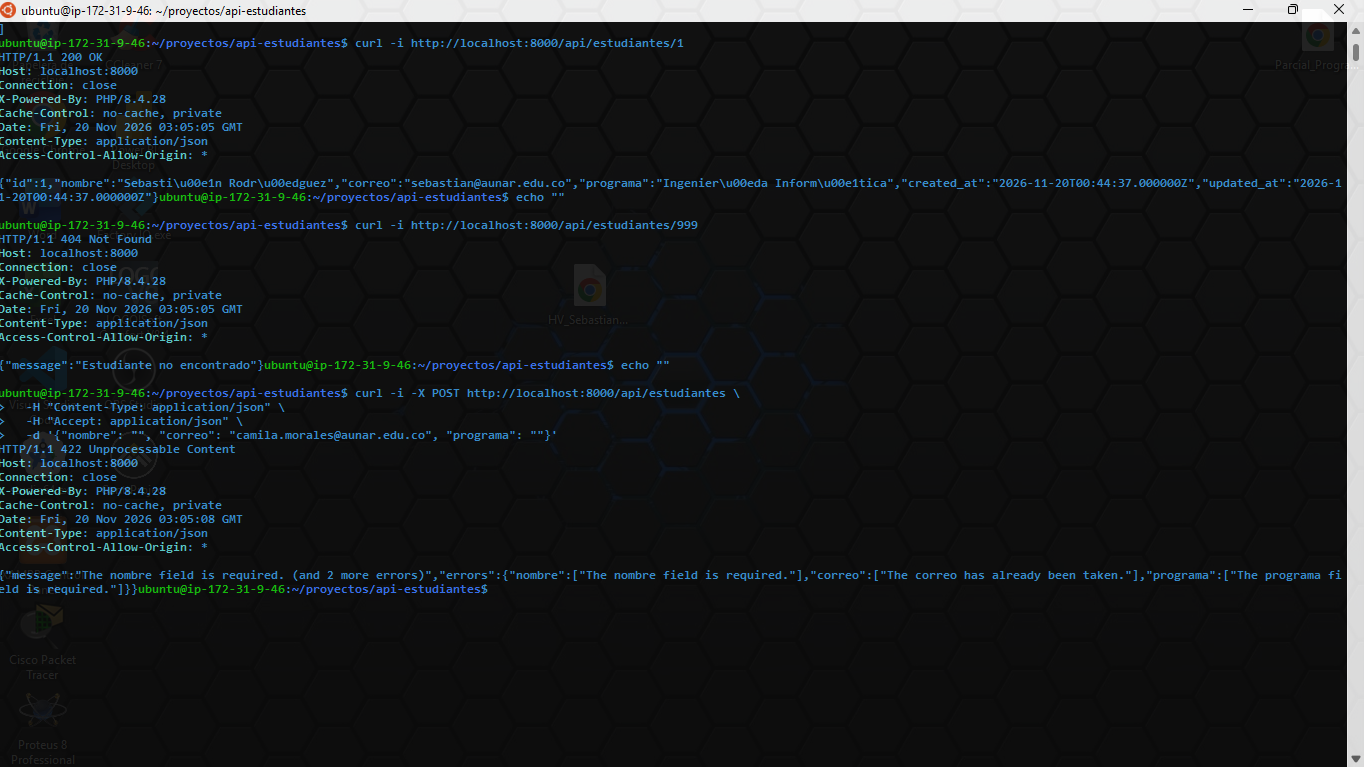 ubuntu@ip-172-31-9-46: ~/proyectos/api-estudiantes
]
ubuntu@ip-172-31-9-46:~/proyectos/api-estudiantes$ curl -i http://localhost:8000/api/estudiantes/1
HTTP/1.1 200 OK
Host: localhost:8000
Connection: close
X-Powered-By: PHP/8.4.28
Cache-Control: no-cache, private
Date: Fri, 20 Nov 2026 03:05:05 GMT
Content-Type: application/json
Access-Control-Allow-Origin: *
{"id":1,"nombre":"Sebasti\u00e1n Rodr\u00edguez","correo":"sebastian@aunar.edu.co","programa":"Ingenier\u00eda Inform\u00e1tica","created_at":"2026-11-20T00:44:37.000000Z","updated_at":"2026-1
1-20T00:44:37.000000Z"}ubuntu@ip-172-31-9-46:~/proyectos/api-estudiantes$ echo ""
ubuntu@ip-172-31-9-46:~/proyectos/api-estudiantes$ curl -i http://localhost:8000/api/estudiantes/999
HTTP/1.1 404 Not Found
Host: localhost:8000
Connection: close
X-Powered-By: PHP/8.4.28
Cache-Control: no-cache, private
Date: Fri, 20 Nov 2026 03:05:05 GMT
Content-Type: application/json
Access-Control-Allow-Origin: *
{"message":"Estudiante no encontrado"}ubuntu@ip-172-31-9-46:~/proyectos/api-estudiantes$ echo ""
ubuntu@ip-172-31-9-46:~/proyectos/api-estudiantes$ curl -i -X POST http://localhost:8000/api/estudiantes \
>   -H "Content-Type: application/json" \
>   -H "Accept: application/json" \
>   -d '{"nombre": "", "correo": "camila.morales@aunar.edu.co", "programa": ""}'
HTTP/1.1 422 Unprocessable Content
Host: localhost:8000
Connection: close
X-Powered-By: PHP/8.4.28
Cache-Control: no-cache, private
Date: Fri, 20 Nov 2026 03:05:08 GMT
Content-Type: application/json
Access-Control-Allow-Origin: *
{"message":"The nombre field is required. (and 2 more errors)","errors":{"nombre":["The nombre field is required."],"correo":["The correo has already been taken."],"programa":["The programa fi
eld is required."]}}ubuntu@ip-172-31-9-46:~/proyectos/api-estudiantes$
Parcial_Progra...
HV_Sebastian...
Cisco Packet
Tracer
Proteus 8
Professional